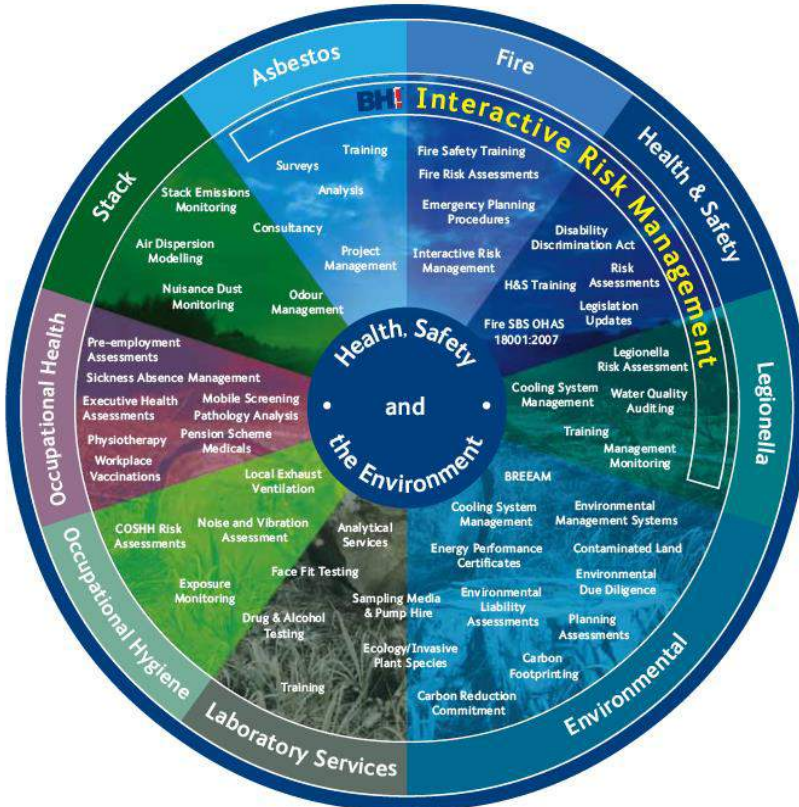 Asbestos
Fire
Health & Safety
Legionella
Environmental
Laboratory Services
Occupational Hygiene
Occupational Health
Stack
BHi Interactive Risk Management
Health, Safety
and
the Environment
Training
Surveys
Analysis
Consultancy
Project
Management
Fire Safety Training
Fire Risk Assessments
Emergency Planning
Procedures
Interactive Risk
Management
Disability
Discrimination Act
Risk
Assessments
H&S Training
Legislation
Updates
Fire SBS OHAS
18001:2007
Legionella
Risk Assessment
Cooling System
Management
Water Quality
Auditing
Training
Management
Monitoring
BREEAM
Cooling System
Management
Environmental
Management Systems
Energy Performance
Certificates
Contaminated Land
Environmental
Due Diligence
Environmental
Liability
Assessments
Planning
Assessments
Carbon
Footprinting
Carbon Reduction
Commitment
Analytical
Services
Face Fit Testing
Sampling Media
& Pump Hire
Drug & Alcohol
Testing
Ecology/Invasive
Plant Species
Training
Local Exhaust
Ventilation
COSHH Risk
Assessments
Noise and Vibration
Assessment
Exposure
Monitoring
Pre-employment
Assessments
Sickness Absence Management
Executive Health
Assessments
Mobile Screening
Pathology Analysis
Physiotherapy
Pension Scheme
Medicals
Workplace
Vaccinations
Stack Emissions
Monitoring
Air Dispersion
Modelling
Nuisance Dust
Monitoring
Odour
Management